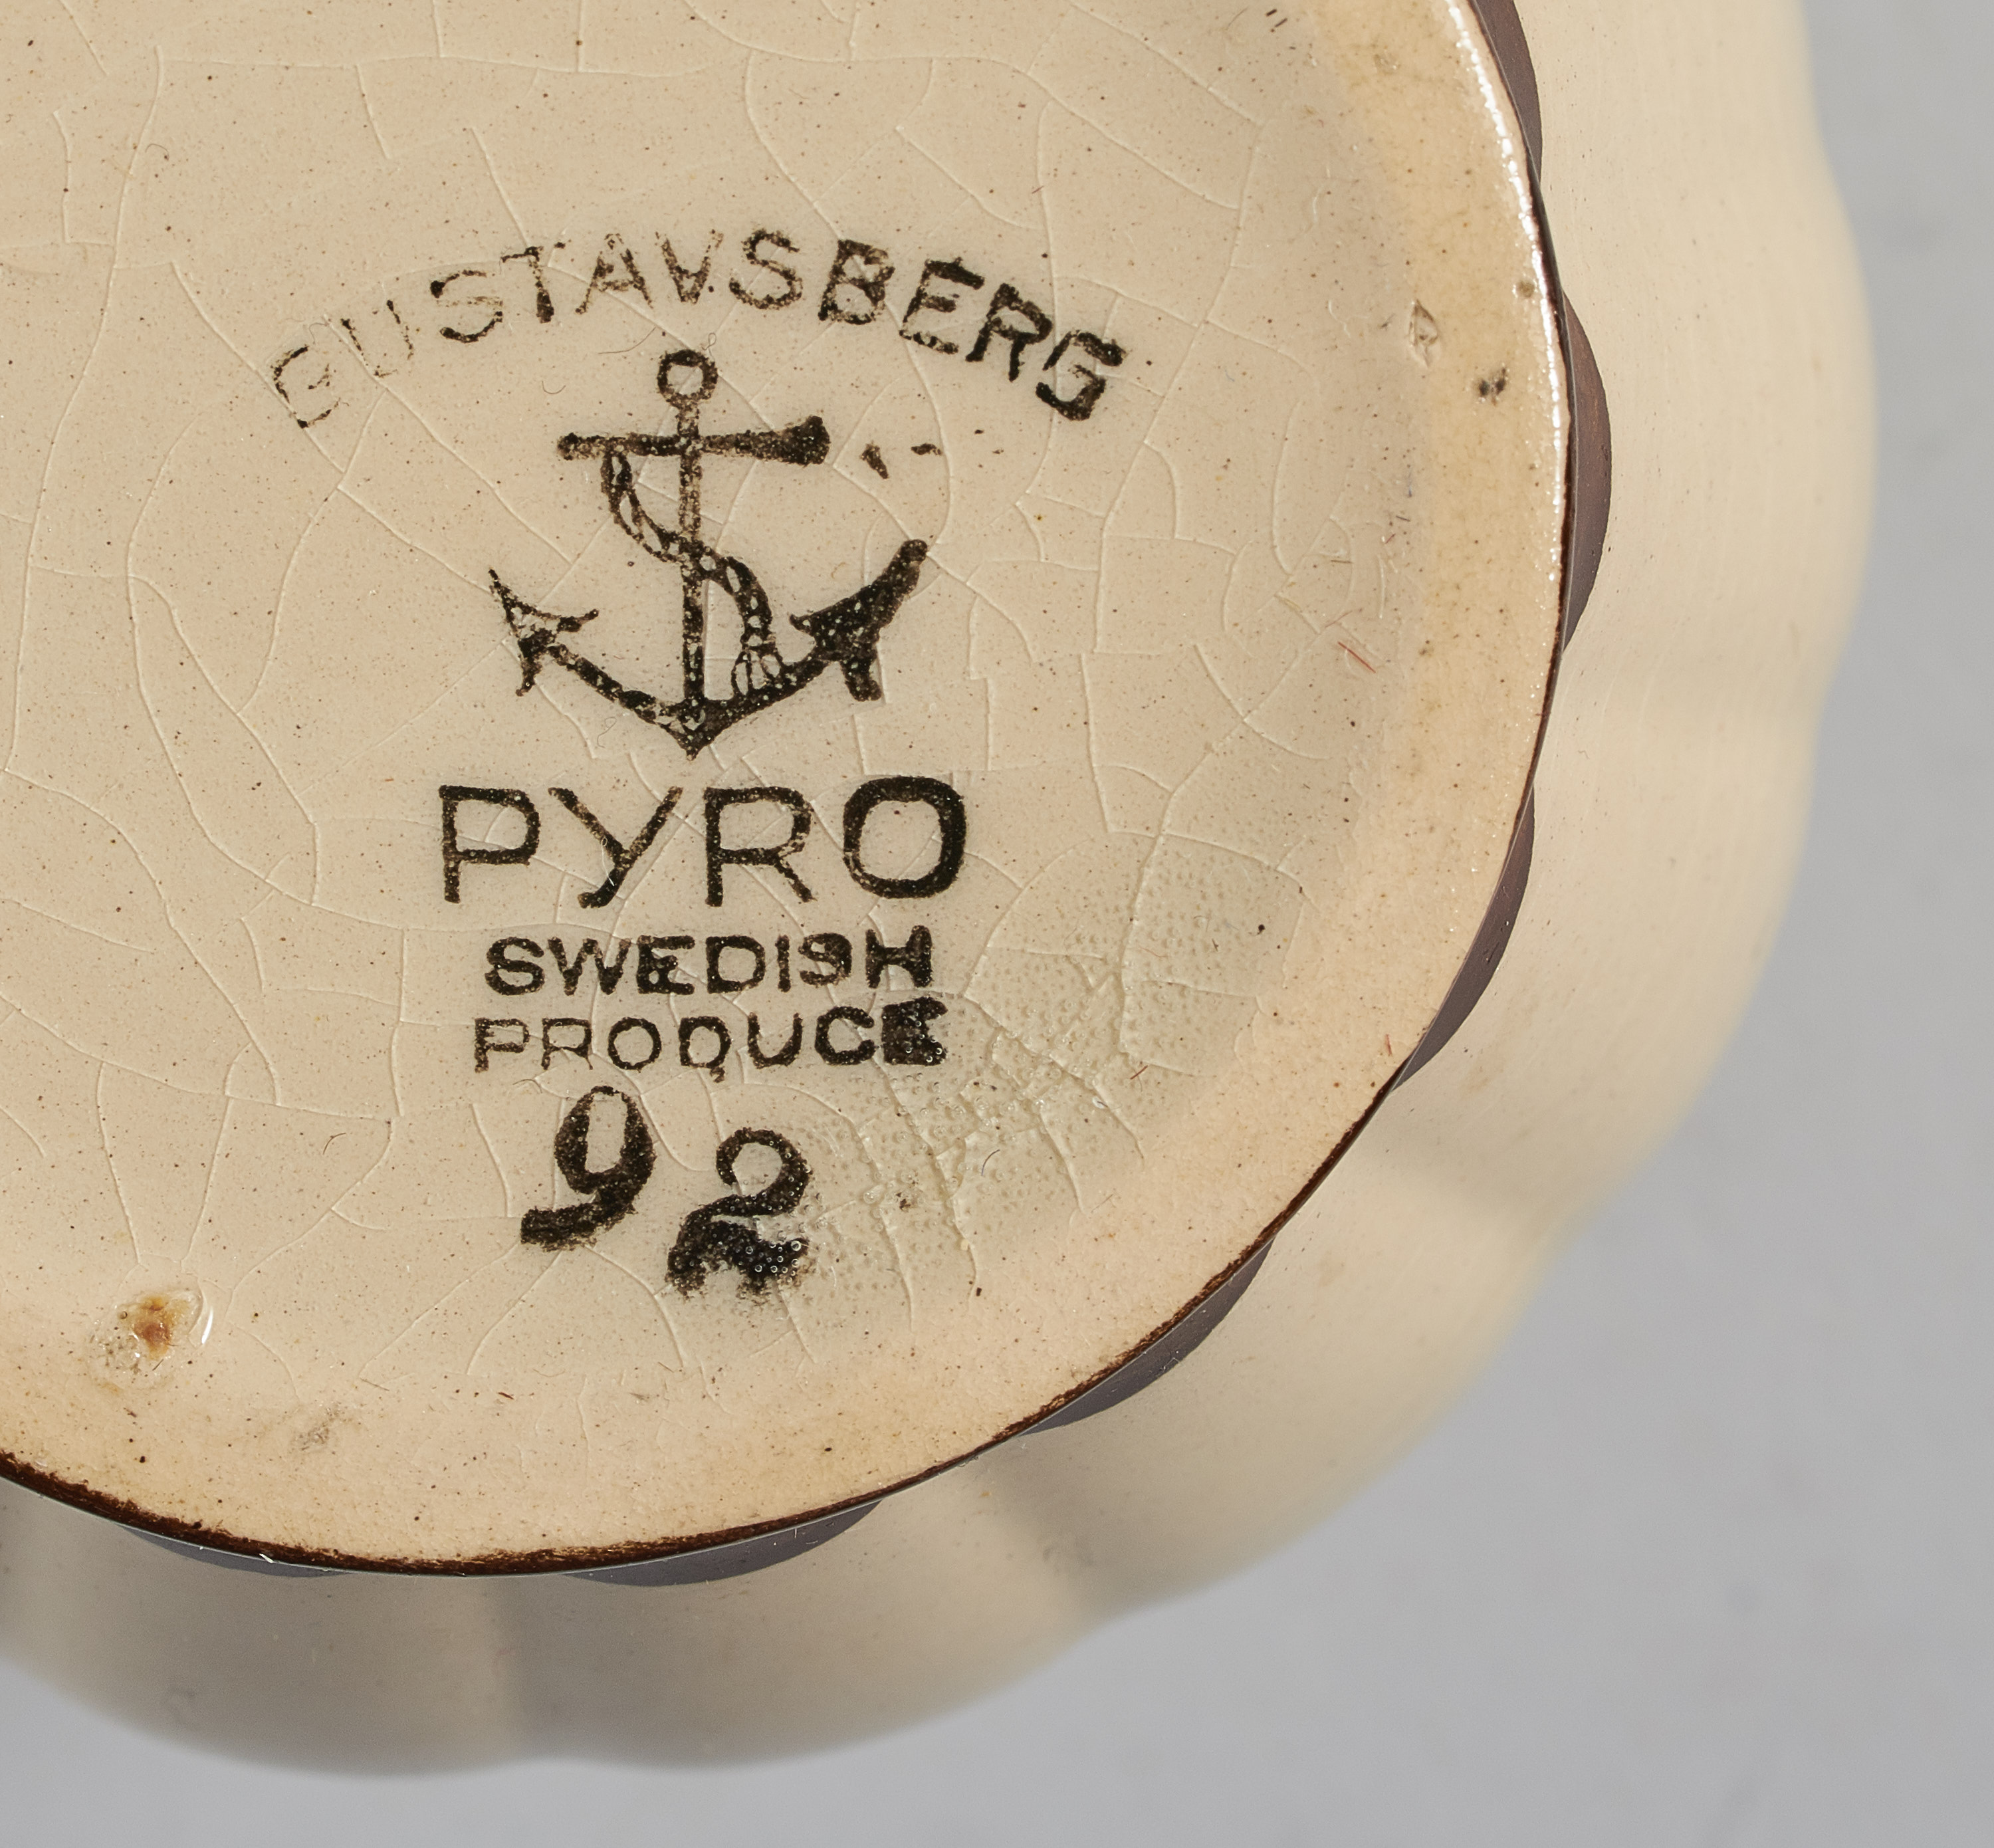 GUSTAVSBERG
PYRO
SWEDISH
PRODUCE
92